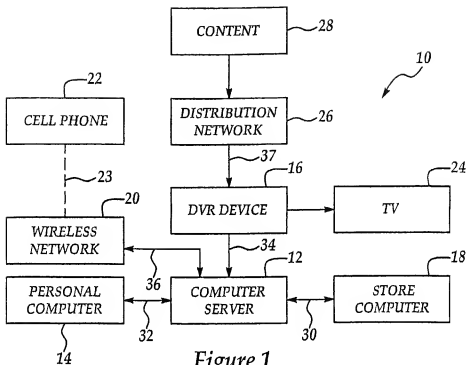 CONTENT
28
10
22
CELL PHONE
DISTRIBUTION
NETWORK
26
23
37
20
16
24
WIRELESS
NETWORK
DVR DEVICE
TV
34
36
12
18
PERSONAL
COMPUTER
COMPUTER
SERVER
STORE
COMPUTER
14
32
30
Figure 1